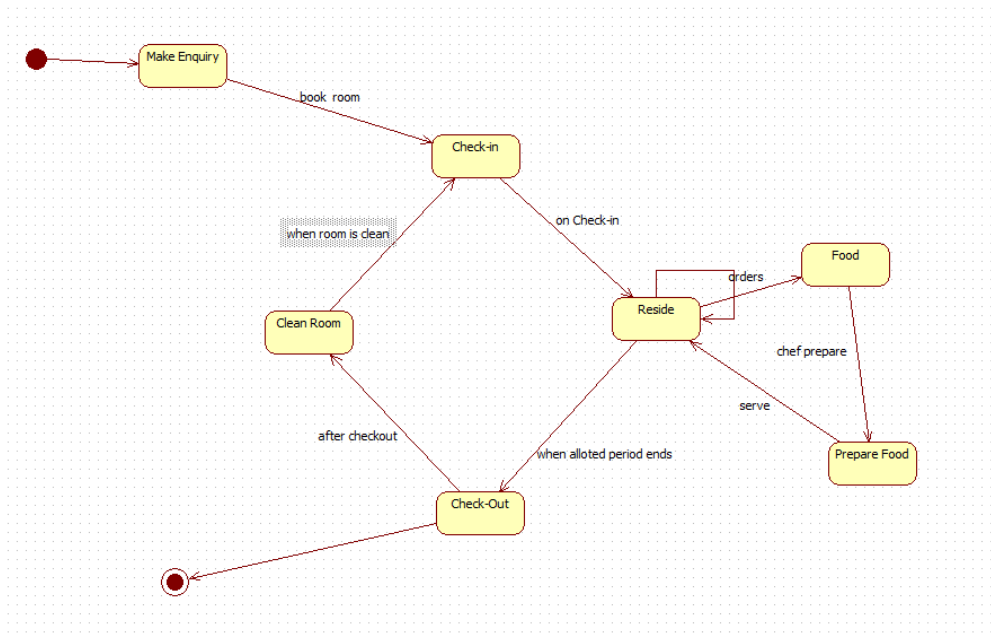 Make Enquiry
book room
Check-in
on Check-in
when room is clean
Food
orders
Reside
Clean Room
chef prepare
serve
after checkout
when alloted period ends
Prepare Food
Check-Out